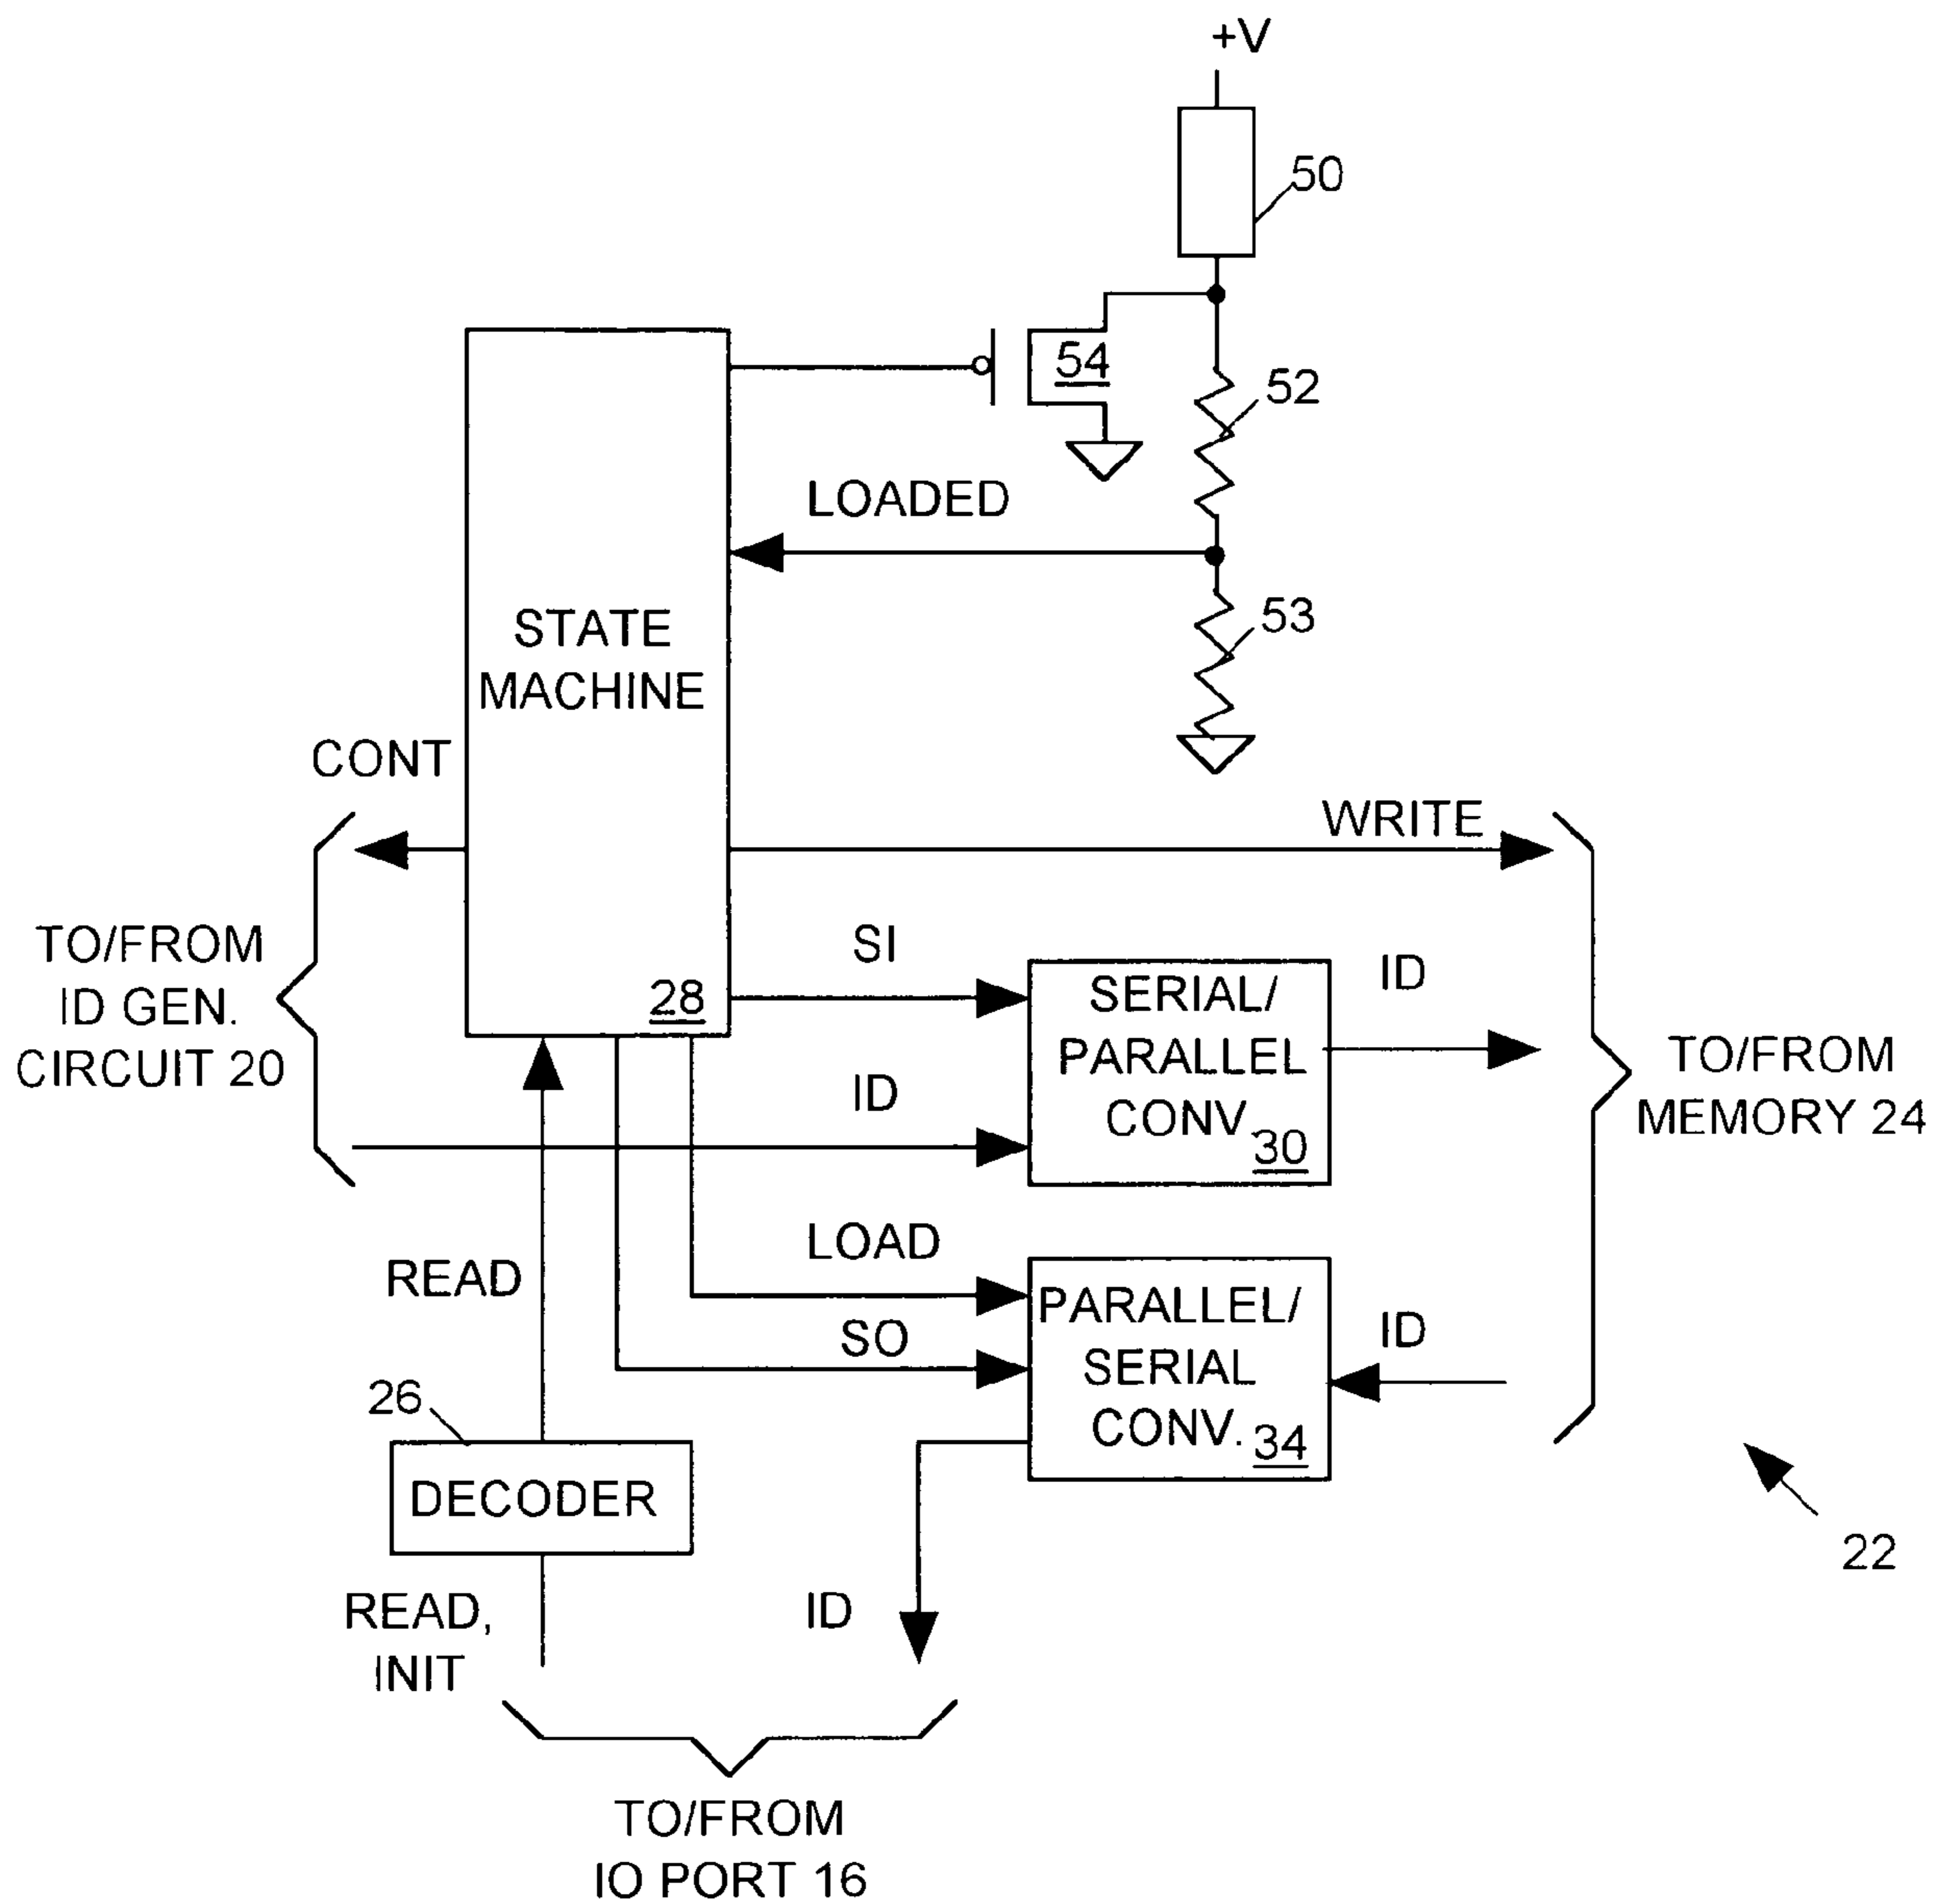 +V
50
54
52
LOADED
STATE
MACHINE
53
CONT
WRITE
TO/FROM
ID GEN.
CIRCUIT 20
28
SI
SERIAL/
PARALLEL
CONV.
30
ID
ID
TO/FROM
MEMORY 24
READ
LOAD
SO
PARALLEL/
SERIAL
CONV.
34
ID
26
DECODER
22
READ,
INIT
ID
TO/FROM
IO PORT 16